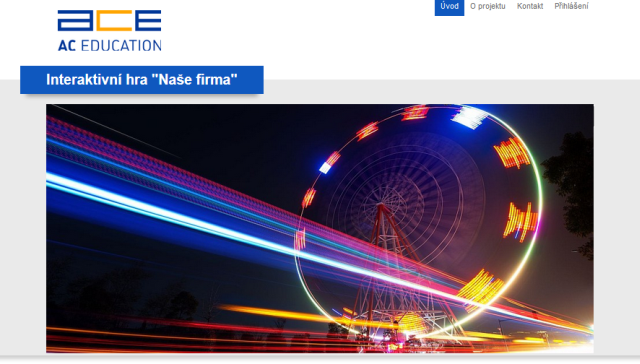 ace
AC EDUCATION
Úvod O projektu Kontakt Přihlášení
Interaktivní hra "Naše firma"